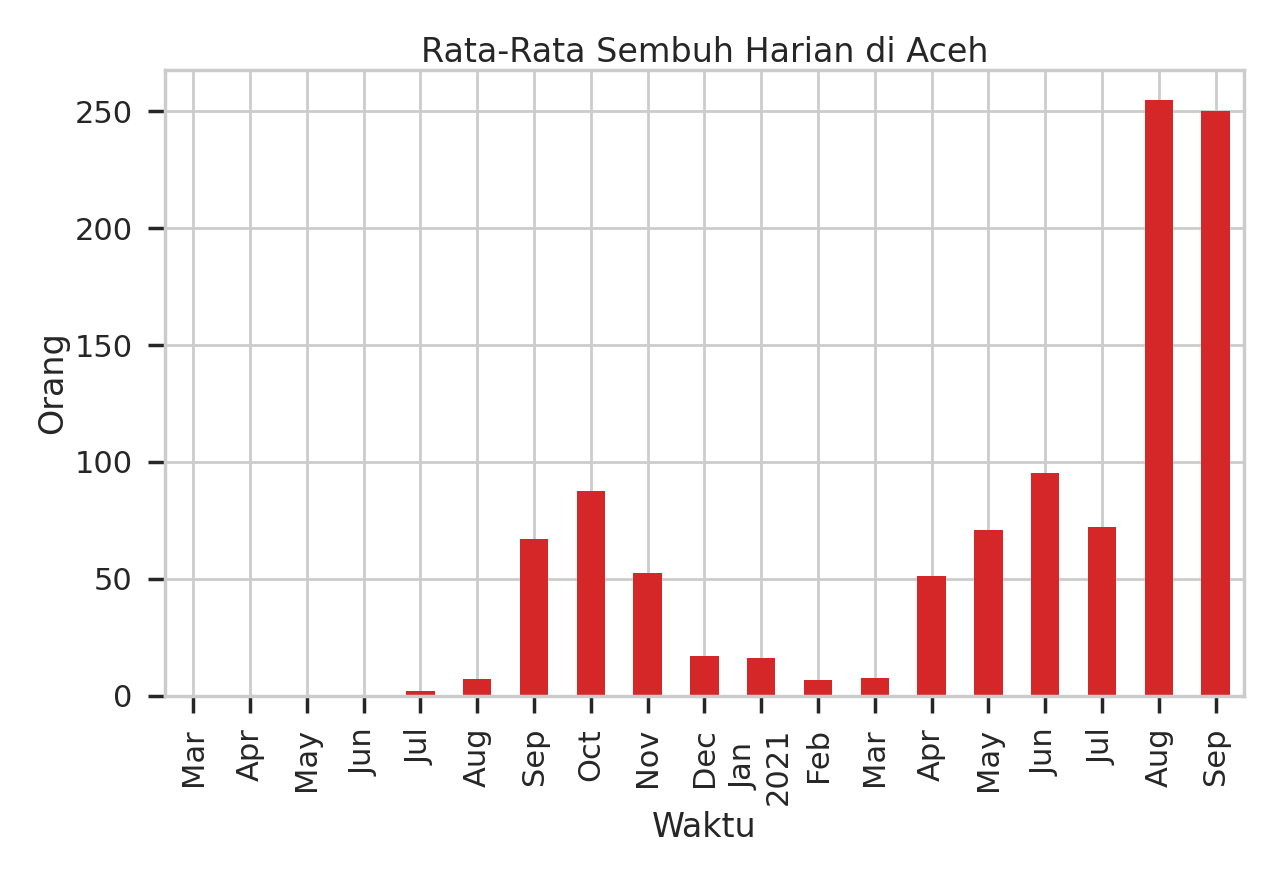 Rata-Rata Sembuh Harian di Aceh
Orang
250
200
150
100
50
0
Mar
Apr
May
Jun
Jul
Aug
Sep
Oct
Nov
Dec
Jan
2021
Feb
Mar
Apr
May
Jun
Jul
Aug
Sep
Waktu